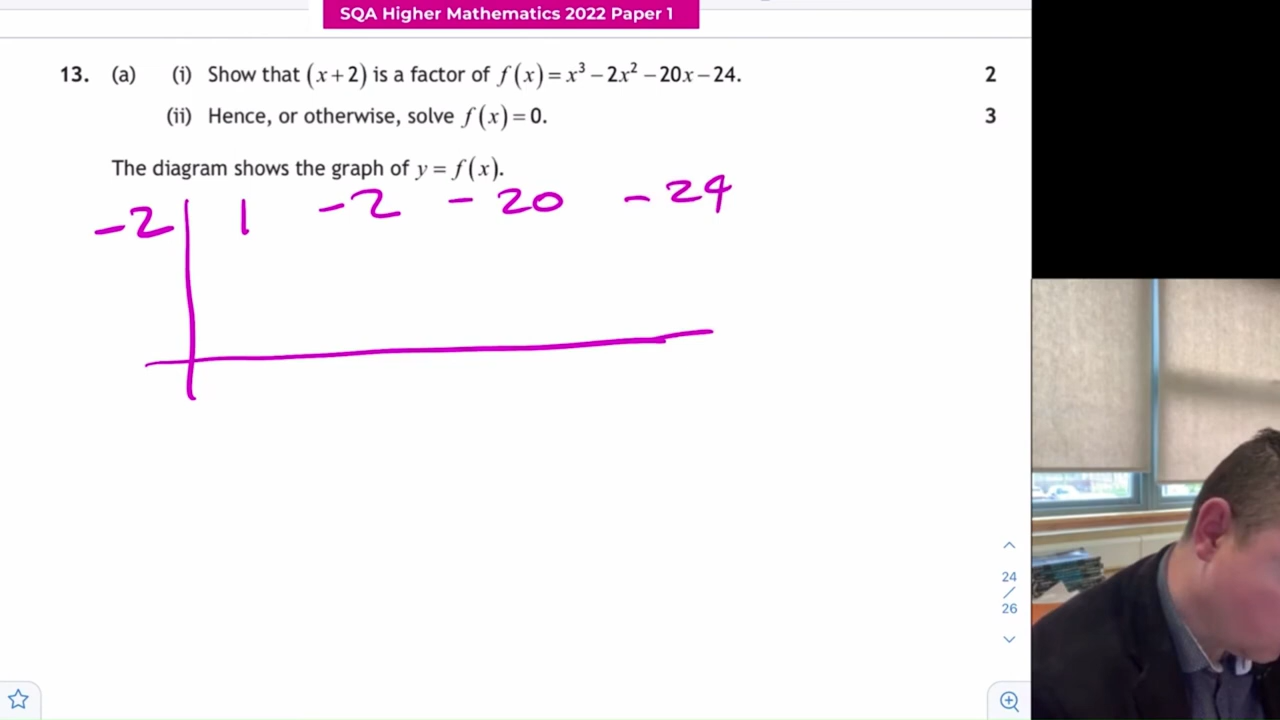 SQA Higher Mathematics 2022 Paper 1
13. (a) (i) Show that (x+2) is a factor of f(x)=x³−2x²−20x−24. 2
(ii) Hence, or otherwise, solve f(x)=0. 3
The diagram shows the graph of y=f(x).
-2 1 -2 -20 -24
24
/
26